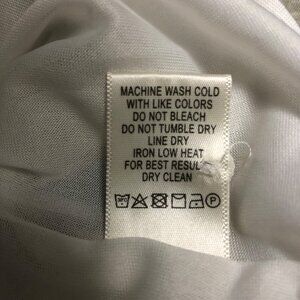 MACHINE WASH COLD
WITH LIKE COLORS
DO NOT BLEACH
DO NOT TUMBLE DRY
LINE DRY
IRON LOW HEAT
FOR BEST RESUL
DRY CLEAN